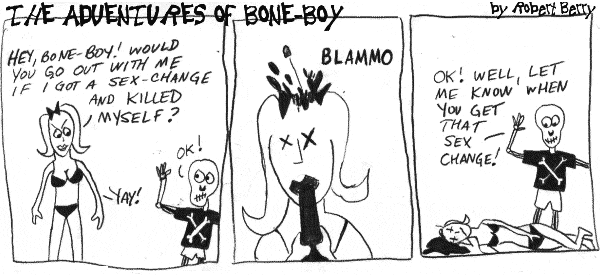 THE ADVENTURES OF BONE-BOY
by Robert Berry
HEY, BONE-BOY! WOULD
YOU GO OUT WITH ME
IF I GOT A SEX-CHANGE
AND KILLED
MYSELF?
OK!
YAY!
BLAMMO
OK! WELL, LET
ME KNOW WHEN
YOU GET
THAT
SEX
CHANGE!